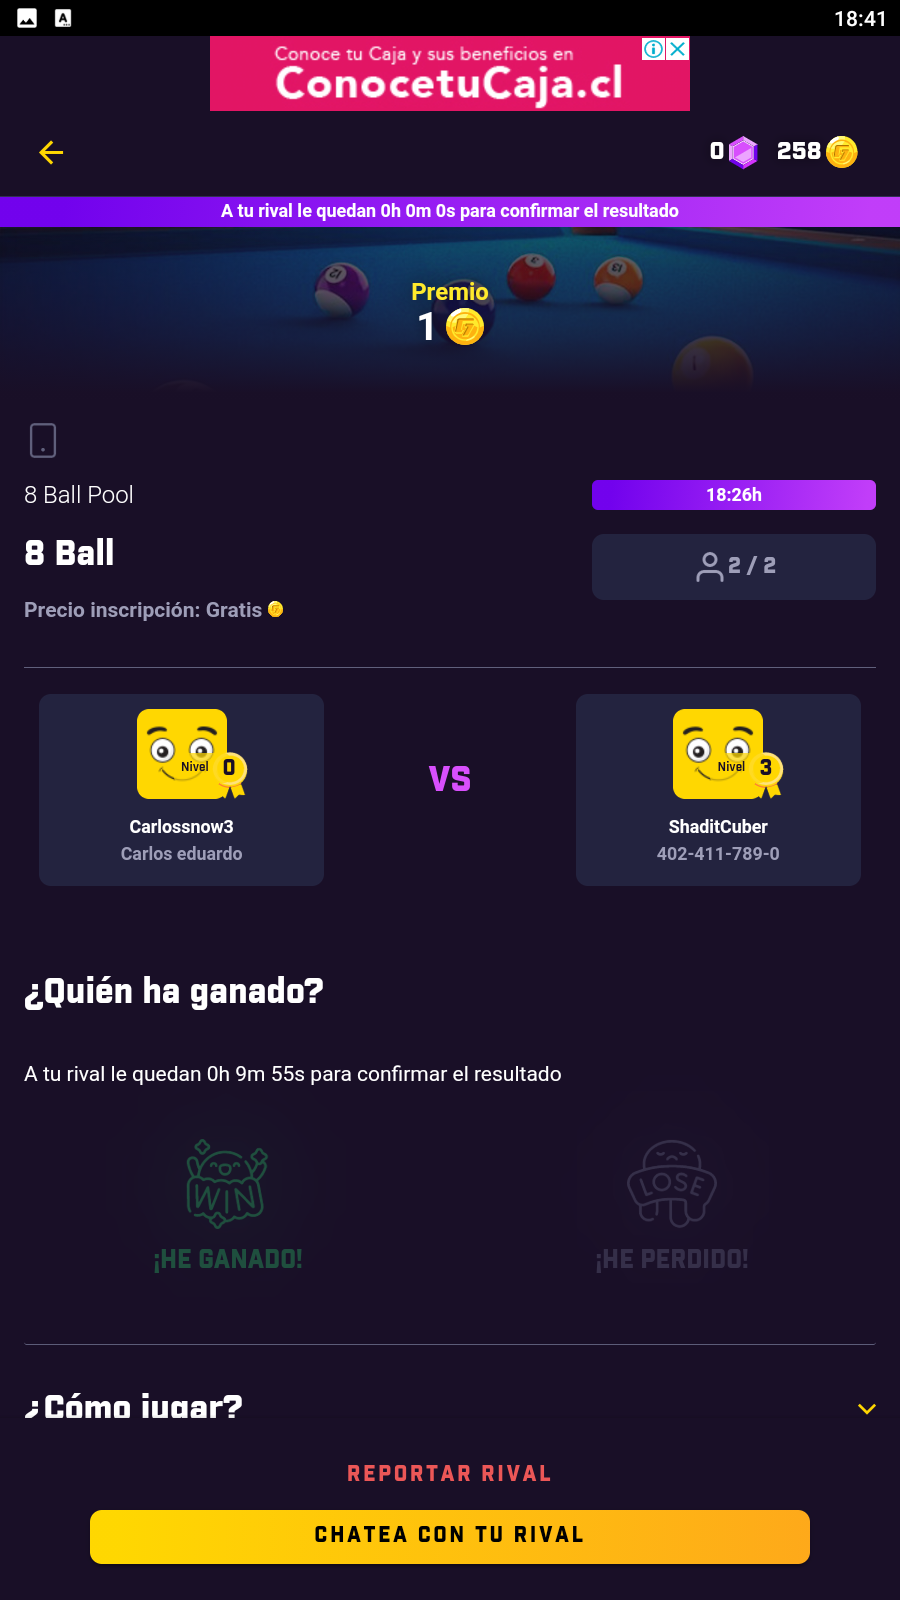 18:41
Conoce tu Caja y sus beneficios en
ConocetuCaja.cl
0 258
A tu rival le quedan 0h 0m 0s para confirmar el resultado
Premio
1
8 Ball Pool
18:26h
8 Ball
2 / 2
Precio inscripción: Gratis
Nivel 0
Carlossnow3
Carlos eduardo
VS
Nivel 3
ShaditCuber
402-411-789-0
¿Quién ha ganado?
A tu rival le quedan 0h 9m 55s para confirmar el resultado
WIN
¡HE GANADO!
LOSE
¡HE PERDIDO!
¿Cómo jugar?
REPORTAR RIVAL
CHATEA CON TU RIVAL